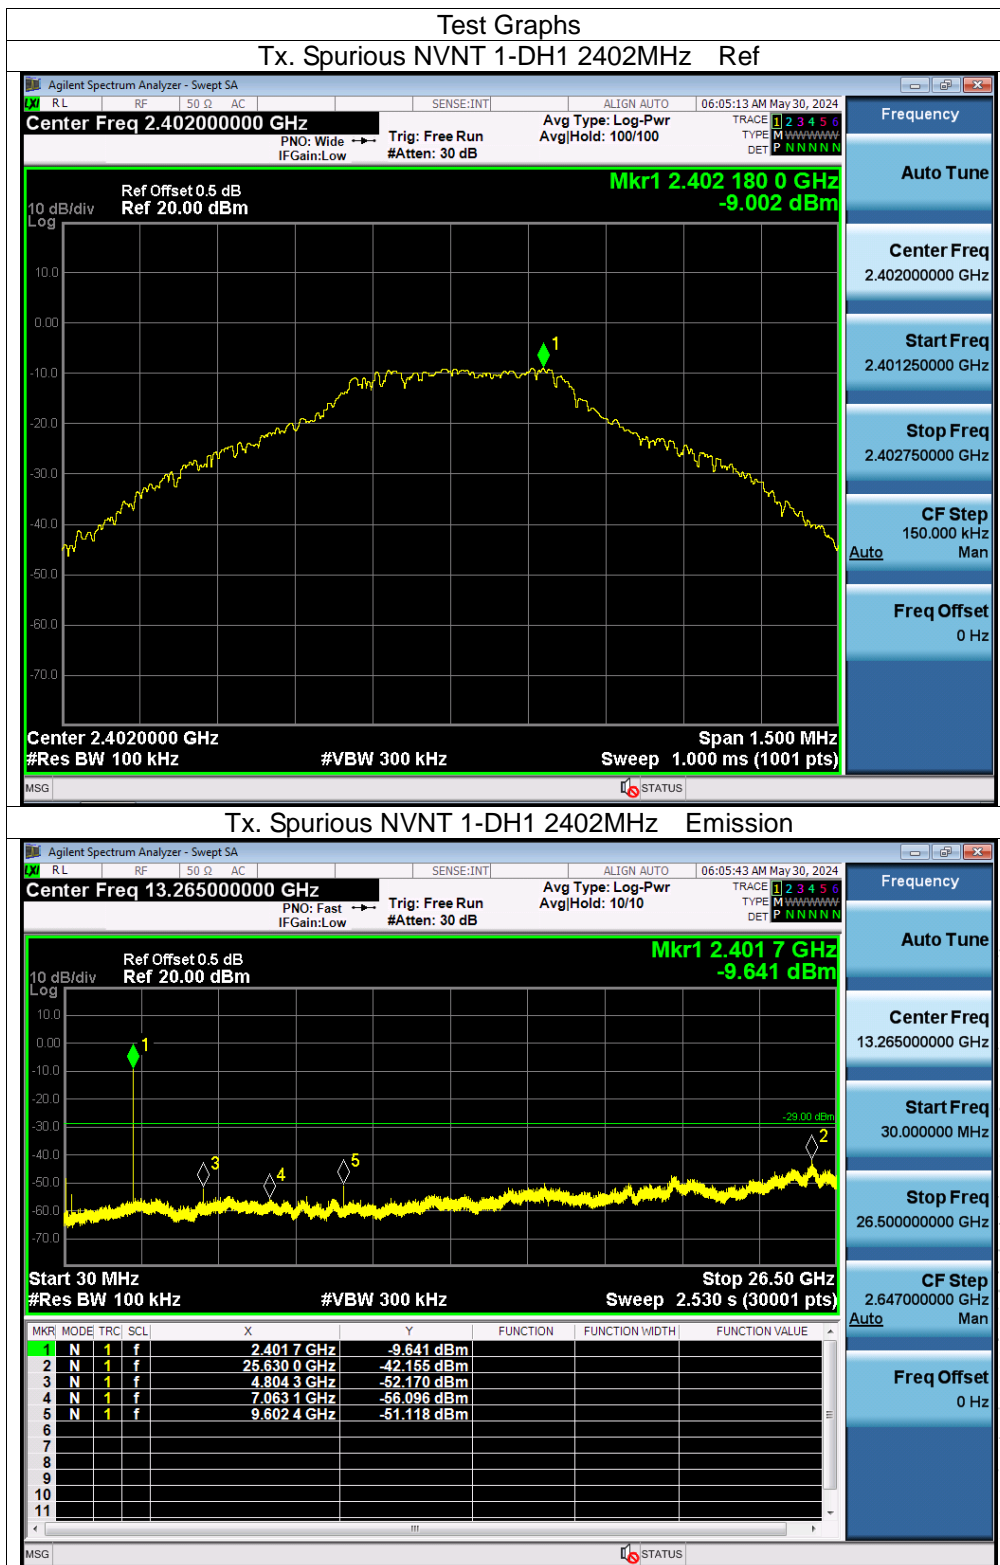 Test Graphs
Tx. Spurious NVNT 1-DH1 2402MHz Ref
Agilent Spectrum Analyzer - Swept SA
LXI RL RF 50 Ω AC SENSE:INT ALIGN AUTO 06:05:13 AM May 30, 2024
Center Freq 2.402000000 GHz Avg Type: Log-Pwr TRACE 1 2 3 4 5 6
PNO: Wide Trig: Free Run Avg|Hold: 100/100 TYPE M WWWWW
IFGain:Low #Atten: 30 dB DET P N N N N N
Frequency
Auto Tune
Ref Offset 0.5 dB Mkr1 2.402 180 0 GHz
10 dB/div Ref 20.00 dBm -9.002 dBm
Log
10.0
0.00
-10.0
-20.0
-30.0
-40.0
-50.0
-60.0
-70.0
1
Center Freq
2.402000000 GHz
Start Freq
2.401250000 GHz
Stop Freq
2.402750000 GHz
CF Step
150.000 kHz
Auto Man
Freq Offset
0 Hz
Center 2.4020000 GHz Span 1.500 MHz
#Res BW 100 kHz #VBW 300 kHz Sweep 1.000 ms (1001 pts)
MSG STATUS
Tx. Spurious NVNT 1-DH1 2402MHz Emission
Agilent Spectrum Analyzer - Swept SA
LXI RL RF 50 Ω AC SENSE:INT ALIGN AUTO 06:05:43 AM May 30, 2024
Center Freq 13.265000000 GHz Avg Type: Log-Pwr TRACE 1 2 3 4 5 6
PNO: Fast Trig: Free Run Avg|Hold: 10/10 TYPE M WWWWW
IFGain:Low #Atten: 30 dB DET P N N N N N
Frequency
Auto Tune
Ref Offset 0.5 dB Mkr1 2.401 7 GHz
10 dB/div Ref 20.00 dBm -9.641 dBm
Log
10.0
0.00
-10.0
-20.0
-30.0
-40.0
-50.0
-60.0
-70.0
1
-29.00 dBm
2
3
4
5
Center Freq
13.265000000 GHz
Start Freq
30.000000 MHz
Stop Freq
26.500000000 GHz
CF Step
2.647000000 GHz
Auto Man
Freq Offset
0 Hz
Start 30 MHz Stop 26.50 GHz
#Res BW 100 kHz #VBW 300 kHz Sweep 2.530 s (30001 pts)
MKR MODE TRC SCL X Y FUNCTION FUNCTION WIDTH FUNCTION VALUE
1 N 1 f 2.401 7 GHz -9.641 dBm
2 N 1 f 25.630 0 GHz -42.155 dBm
3 N 1 f 4.804 3 GHz -52.170 dBm
4 N 1 f 7.063 1 GHz -56.096 dBm
5 N 1 f 9.602 4 GHz -51.118 dBm
6
7
8
9
10
11
MSG STATUS